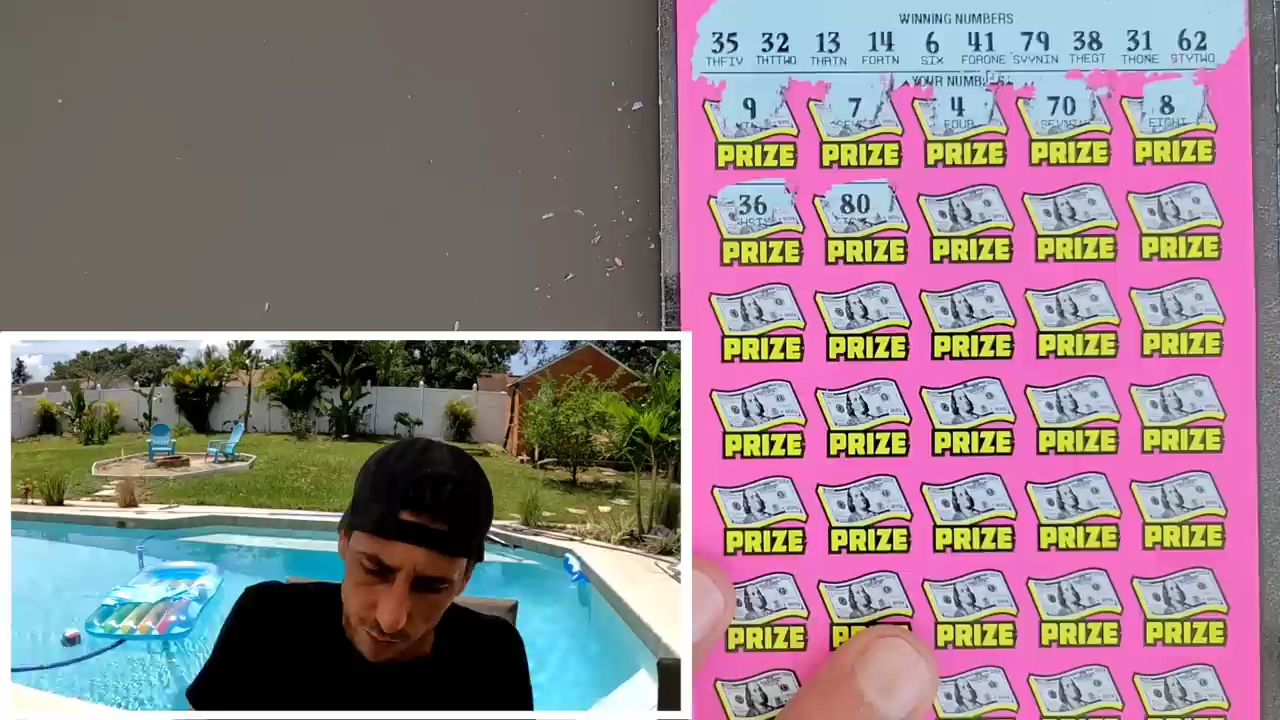 WINNING NUMBERS
35 32 13 14 6 41 79 38 31 62
THFIV THTTWO THRTN FORTN SIX FORONE SVYNIN THEGT THONE STYTWO
YOUR NUMBERS
9 7 4 70 8
FOUR EIGHT
PRIZE PRIZE PRIZE PRIZE PRIZE
36 80
PRIZE PRIZE PRIZE PRIZE PRIZE
PRIZE PRIZE PRIZE PRIZE PRIZE
PRIZE PRIZE PRIZE PRIZE PRIZE
PRIZE PRIZE PRIZE PRIZE PRIZE
PRIZE PRIZE PRIZE PRIZE PRIZE